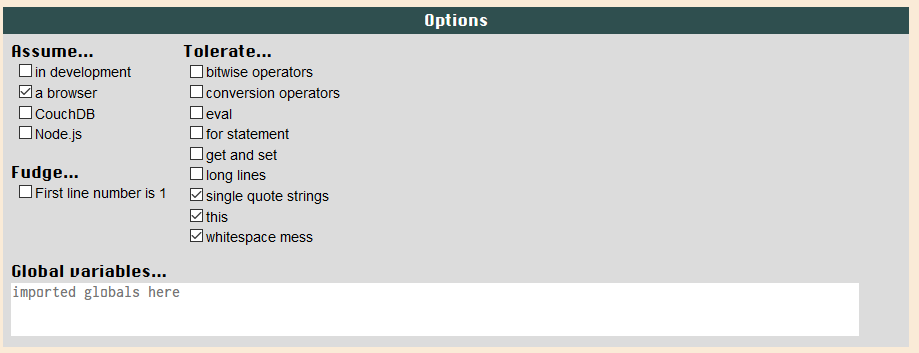 Options
Assume...
in development
a browser
CouchDB
Node.js
Fudge...
First line number is 1
Tolerate...
bitwise operators
conversion operators
eval
for statement
get and set
long lines
single quote strings
this
whitespace mess
Global variables...
imported globals here